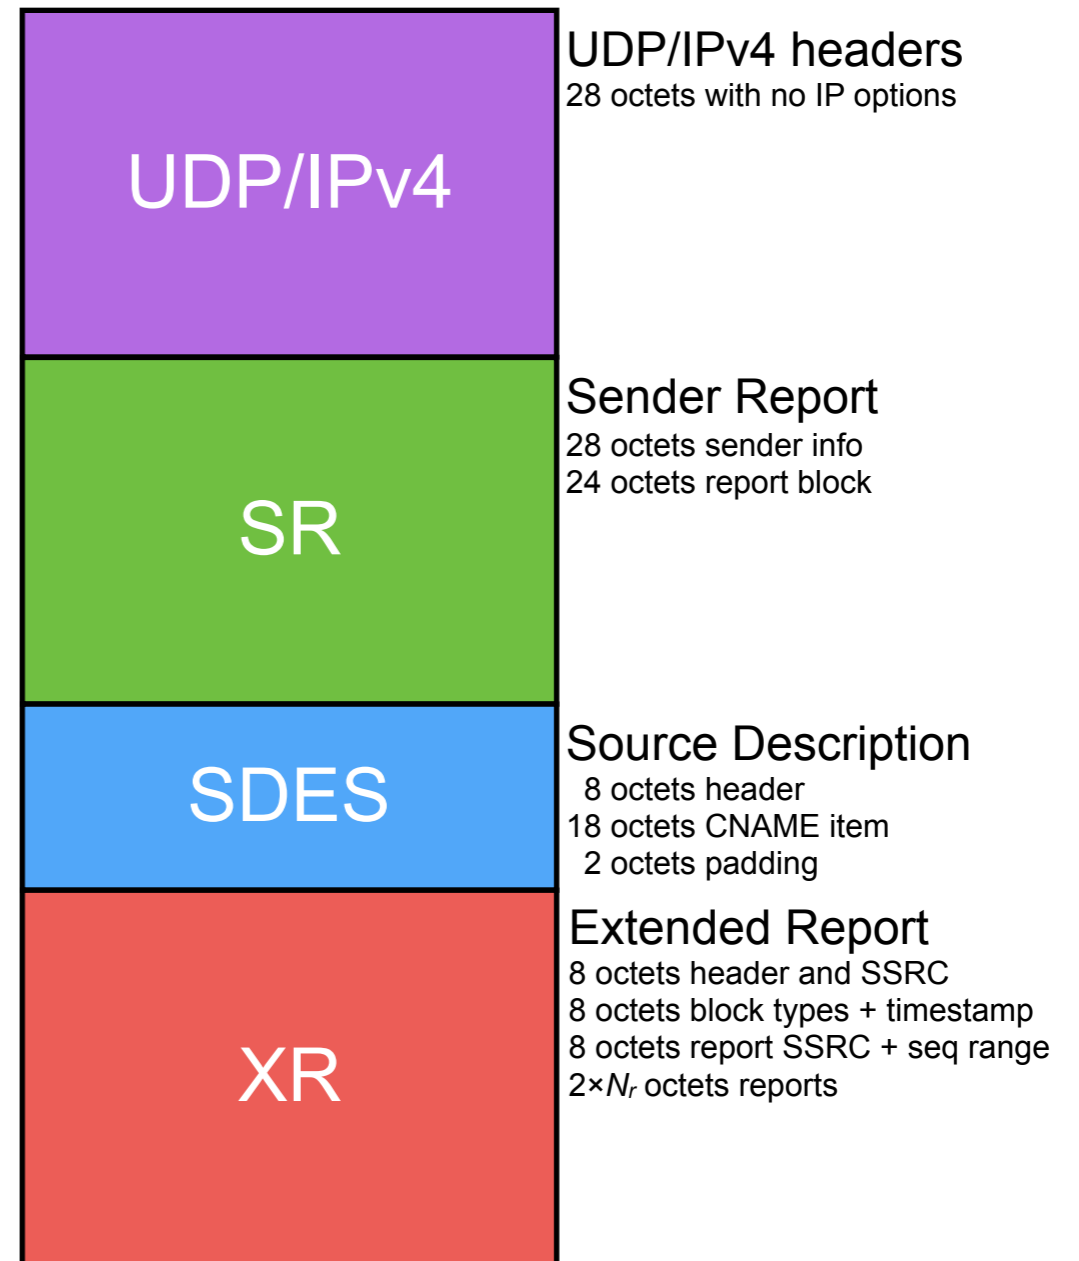 UDP/IPv4
UDP/IPv4 headers
28 octets with no IP options
SR
Sender Report
28 octets sender info
24 octets report block
SDES
Source Description
8 octets header
18 octets CNAME item
2 octets padding
XR
Extended Report
8 octets header and SSRC
8 octets block types + timestamp
8 octets report SSRC + seq range
2×Nr octets reports